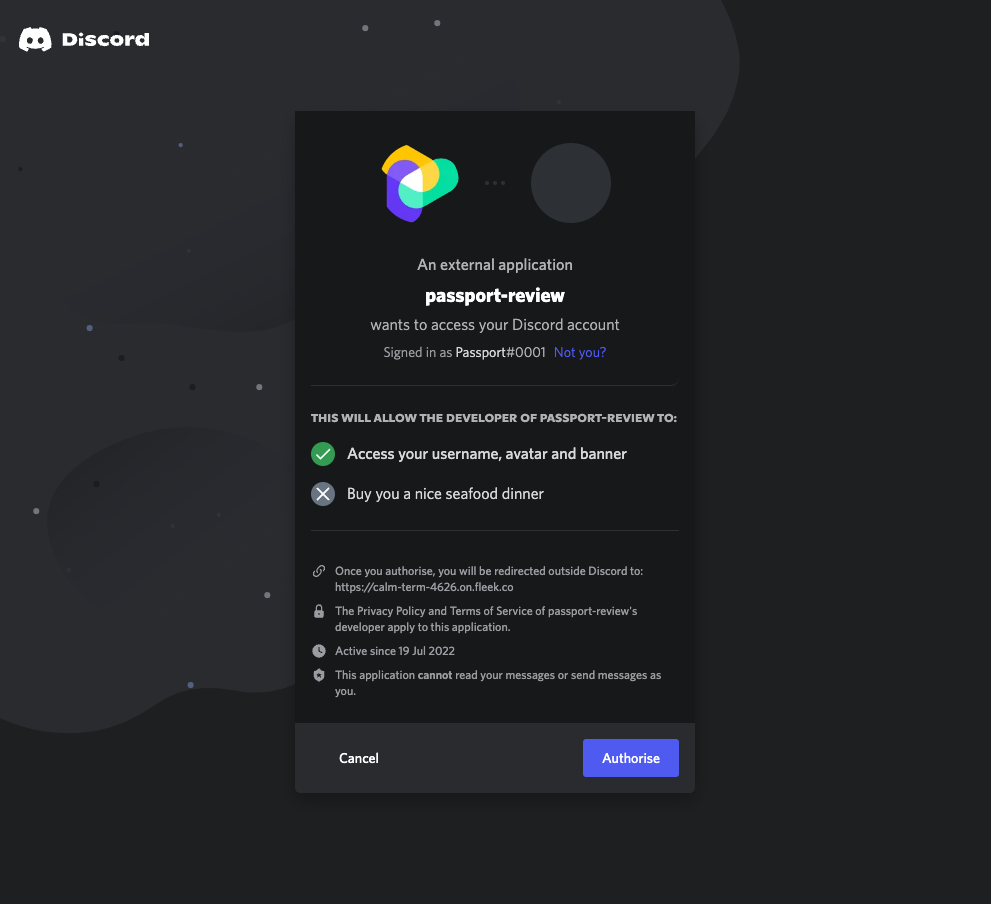 Discord
An external application
passport-review
wants to access your Discord account
Signed in as Passport#0001 Not you?
THIS WILL ALLOW THE DEVELOPER OF PASSPORT-REVIEW TO:
Access your username, avatar and banner
Buy you a nice seafood dinner
Once you authorise, you will be redirected outside Discord to:
https://calm-term-4626.on.fleek.co
The Privacy Policy and Terms of Service of passport-review's
developer apply to this application.
Active since 19 Jul 2022
This application cannot read your messages or send messages as
you.
Cancel
Authorise